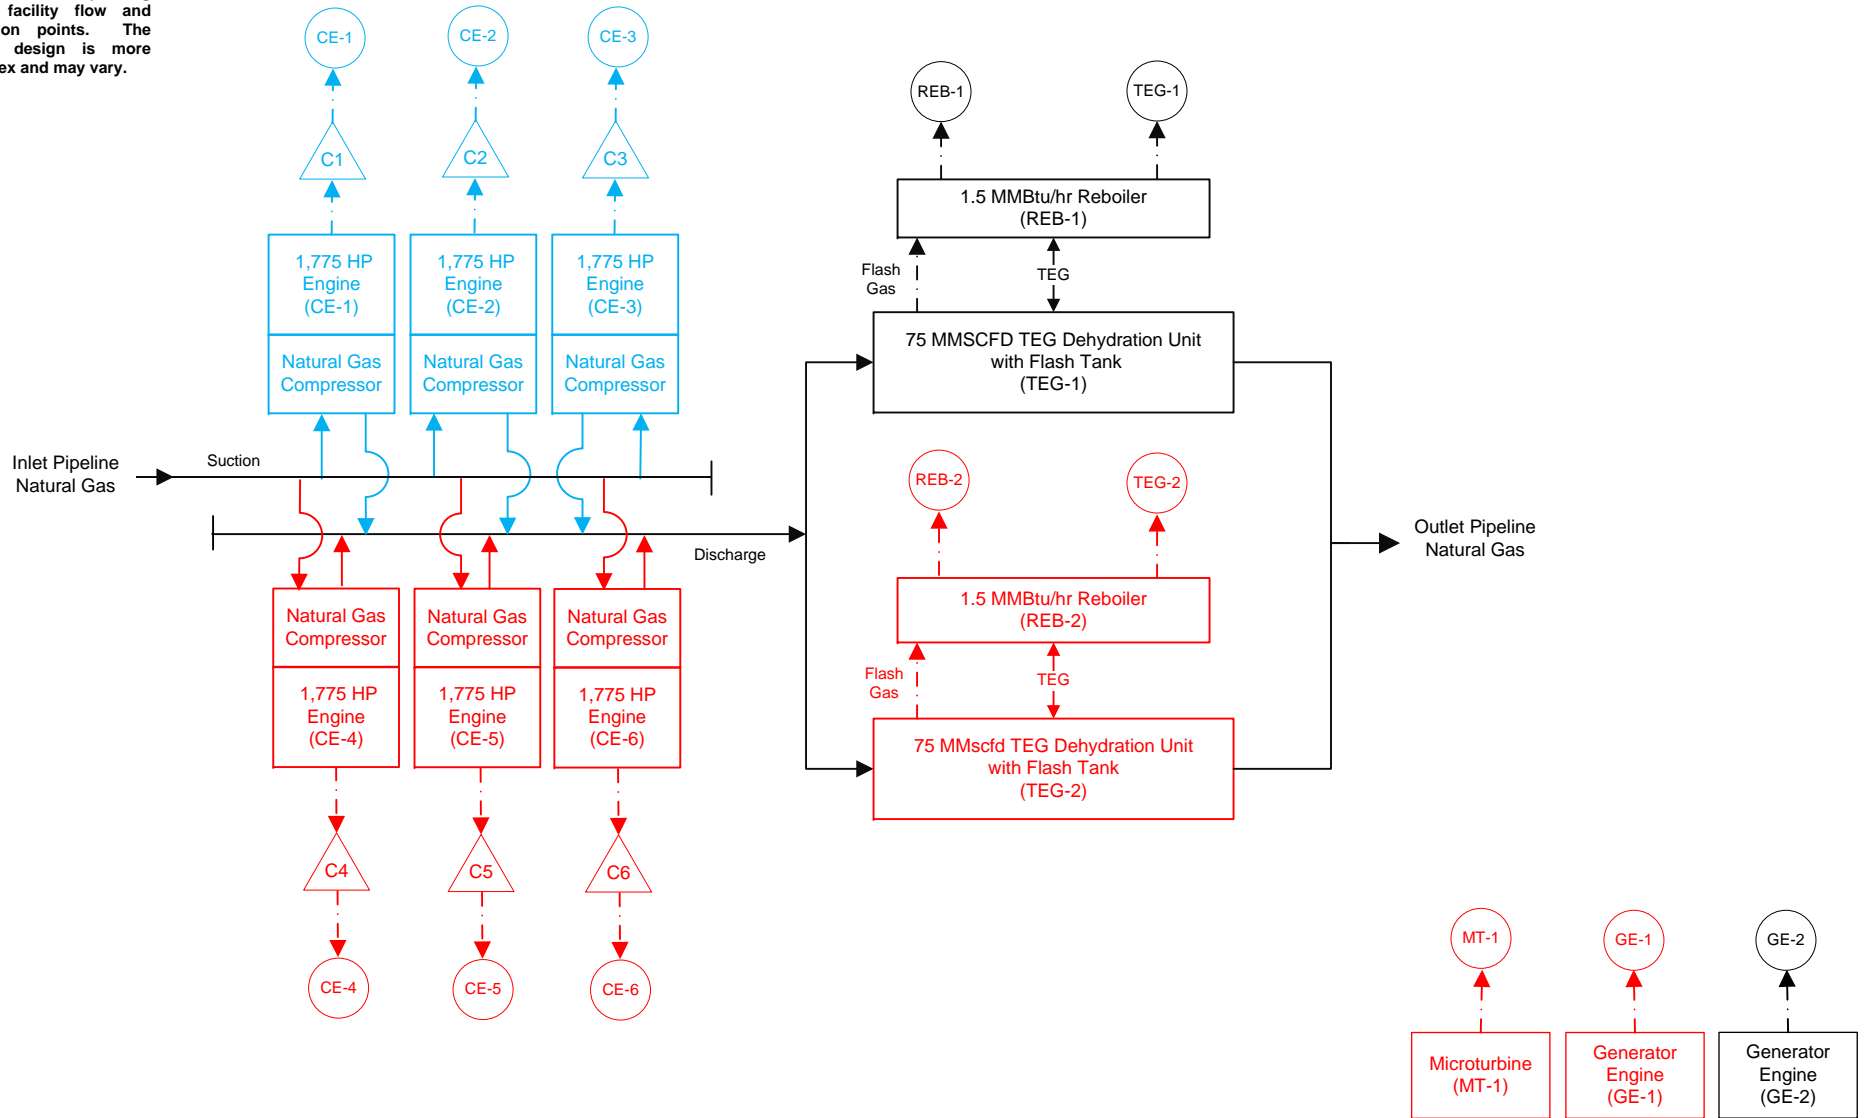 facility flow and
on points. The
design is more
ex and may vary.
CE-1
CE-2
CE-3
C1
C2
C3
1,775 HP
Engine
(CE-1)
1,775 HP
Engine
(CE-2)
1,775 HP
Engine
(CE-3)
Natural Gas
Compressor
Natural Gas
Compressor
Natural Gas
Compressor
Inlet Pipeline
Natural Gas
Suction
Discharge
Natural Gas
Compressor
Natural Gas
Compressor
Natural Gas
Compressor
1,775 HP
Engine
(CE-4)
1,775 HP
Engine
(CE-5)
1,775 HP
Engine
(CE-6)
C4
C5
C6
CE-4
CE-5
CE-6
REB-1
TEG-1
1.5 MMBtu/hr Reboiler
(REB-1)
Flash
Gas
TEG
75 MMSCFD TEG Dehydration Unit
with Flash Tank
(TEG-1)
REB-2
TEG-2
1.5 MMBtu/hr Reboiler
(REB-2)
Flash
Gas
TEG
75 MMscfd TEG Dehydration Unit
with Flash Tank
(TEG-2)
Outlet Pipeline
Natural Gas
MT-1
GE-1
GE-2
Microturbine
(MT-1)
Generator
Engine
(GE-1)
Generator
Engine
(GE-2)